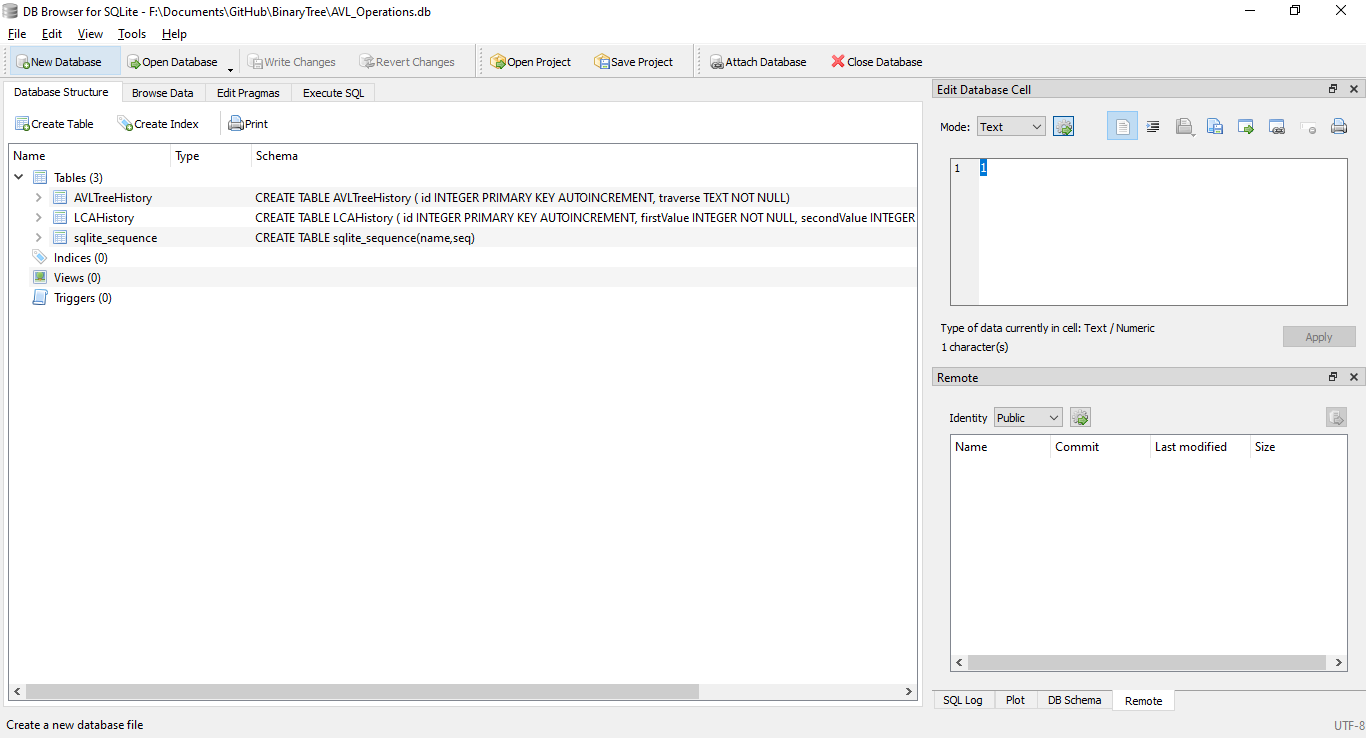 DB Browser for SQLite - F:\Documents\GitHub\BinaryTree\AVL_Operations.db
File Edit View Tools Help
New Database Open Database Write Changes Revert Changes Open Project Save Project Attach Database Close Database
Database Structure Browse Data Edit Pragmas Execute SQL
Create Table Create Index Print
Name Type Schema
Tables (3)
AVLTreeHistory CREATE TABLE AVLTreeHistory ( id INTEGER PRIMARY KEY AUTOINCREMENT, traverse TEXT NOT NULL)
LCAHistory CREATE TABLE LCAHistory ( id INTEGER PRIMARY KEY AUTOINCREMENT, firstValue INTEGER NOT NULL, secondValue INTEGER
sqlite_sequence CREATE TABLE sqlite_sequence(name,seq)
Indices (0)
Views (0)
Triggers (0)
Edit Database Cell
Mode: Text
1 1
Type of data currently in cell: Text / Numeric
1 character(s)
Apply
Remote
Identity Public
Name Commit Last modified Size
SQL Log Plot DB Schema Remote
Create a new database file
UTF-8